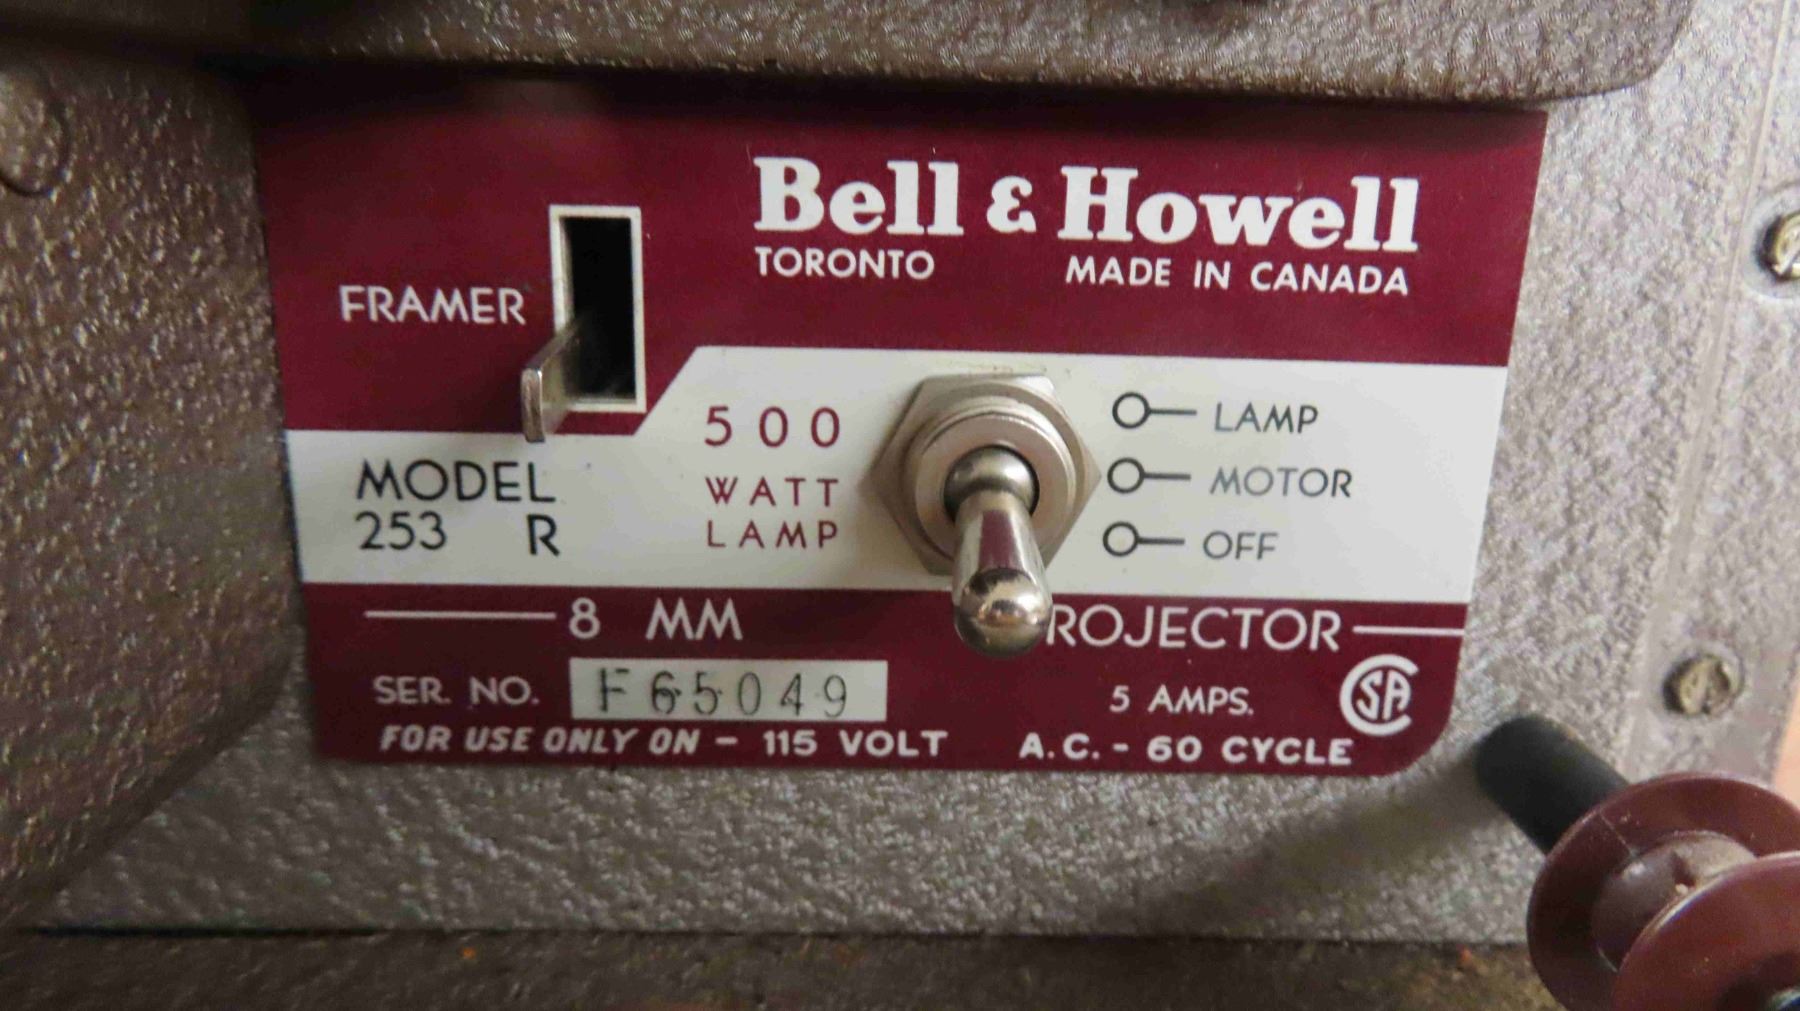 Bell & Howell
TORONTO MADE IN CANADA
FRAMER
500
WATT
LAMP
MODEL
253 R
LAMP
MOTOR
OFF
8 MM ROJECTOR
SER. NO. F65049
5 AMPS.
CSA
FOR USE ONLY ON - 115 VOLT A.C. - 60 CYCLE